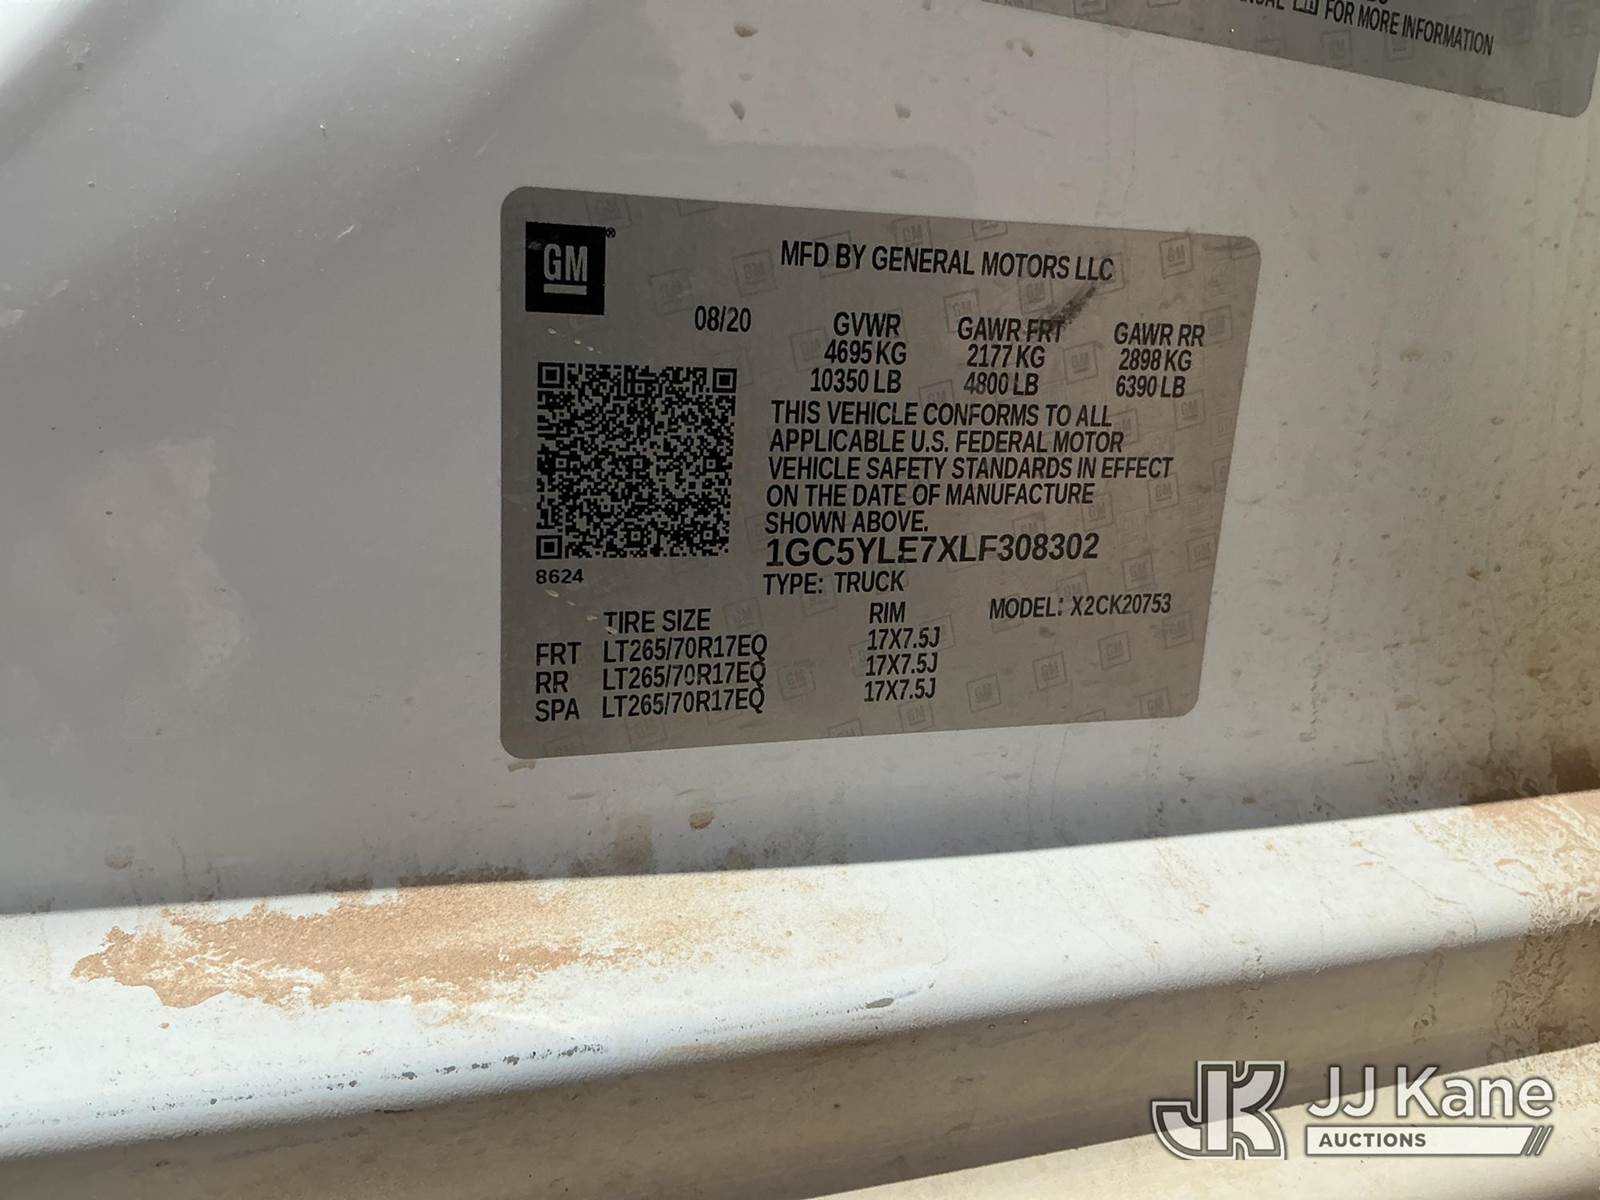 FOR MORE INFORMATION
GM®
MFD BY GENERAL MOTORS LLC
08/20 GVWR GAWR FRT GAWR RR
4695 KG 2177 KG 2898 KG
10350 LB 4800 LB 6390 LB
THIS VEHICLE CONFORMS TO ALL
APPLICABLE U.S. FEDERAL MOTOR
VEHICLE SAFETY STANDARDS IN EFFECT
ON THE DATE OF MANUFACTURE
SHOWN ABOVE.
1GC5YLE7XLF308302
8624
TYPE: TRUCK
TIRE SIZE RIM MODEL: X2CK20753
FRT LT265/70R17EQ 17X7.5J
RR LT265/70R17EQ 17X7.5J
SPA LT265/70R17EQ 17X7.5J
JK JJ Kane
AUCTIONS